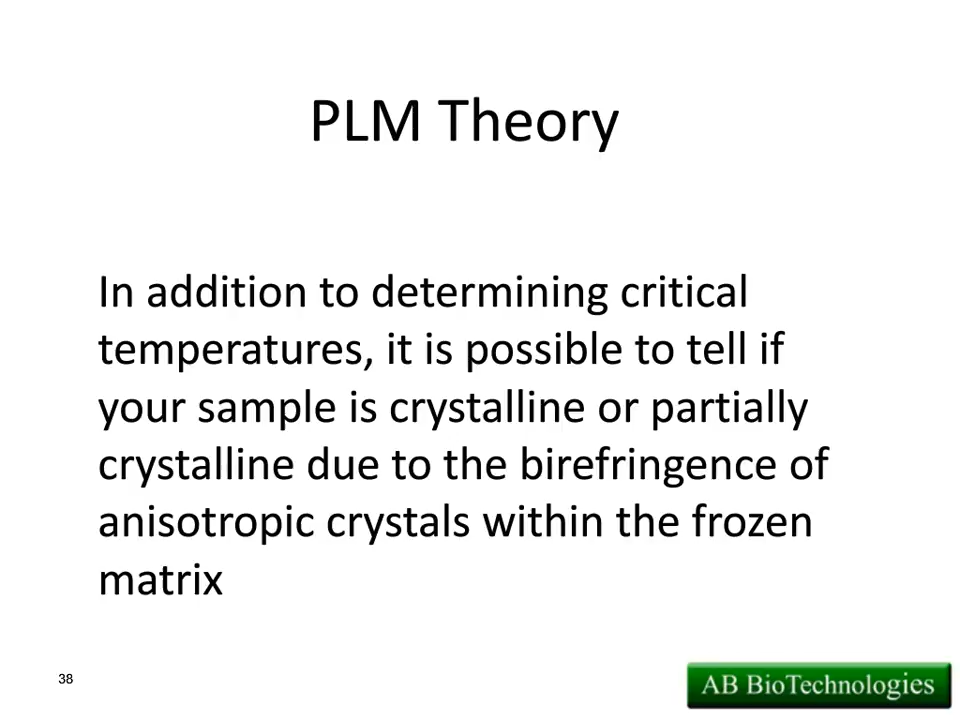 PLM Theory
In addition to determining critical
temperatures, it is possible to tell if
your sample is crystalline or partially
crystalline due to the birefringence of
anisotropic crystals within the frozen
matrix
38
AB BioTechnologies